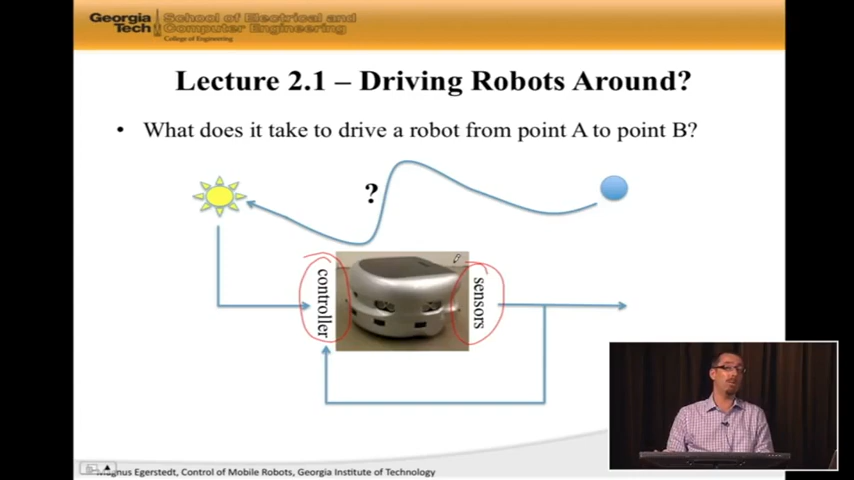 Georgia Tech
School of Electrical and Computer Engineering
College of Engineering
Lecture 2.1 – Driving Robots Around?
• What does it take to drive a robot from point A to point B?
?
controller
sensors
Magnus Egerstedt, Control of Mobile Robots, Georgia Institute of Technology